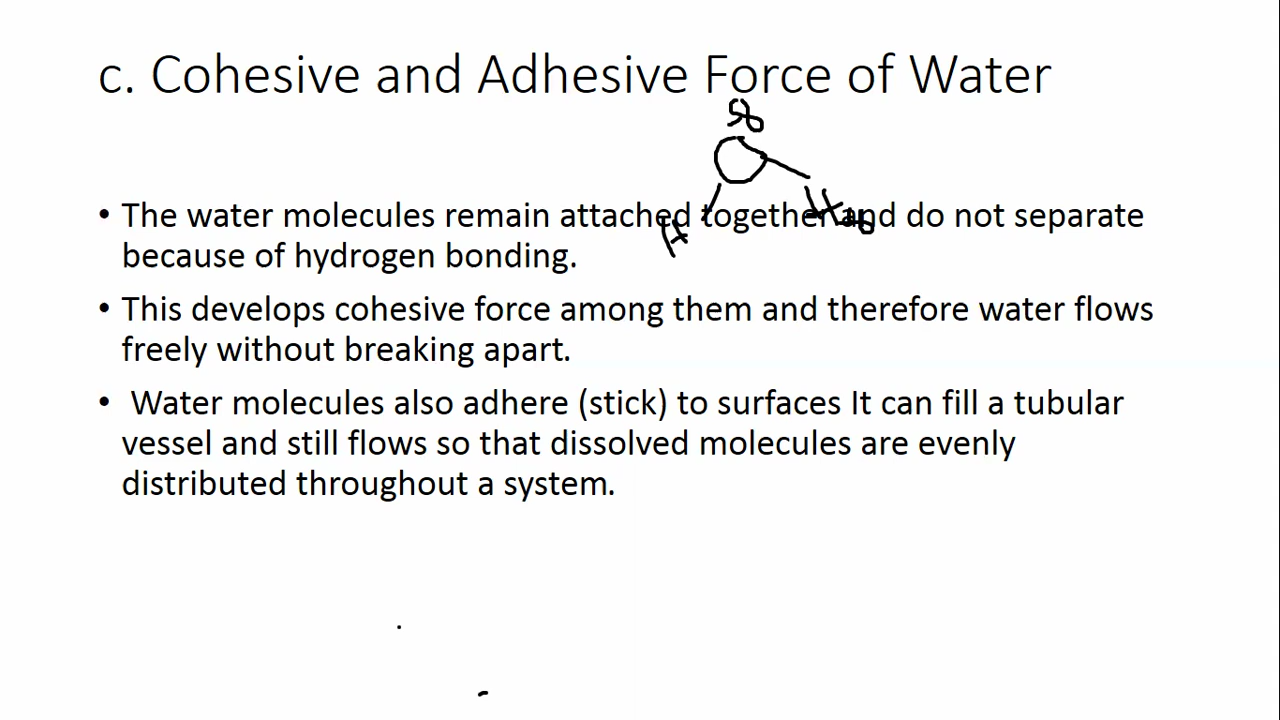 c. Cohesive and Adhesive Force of Water
• The water molecules remain attached together and do not separate
because of hydrogen bonding.
• This develops cohesive force among them and therefore water flows
freely without breaking apart.
• Water molecules also adhere (stick) to surfaces It can fill a tubular
vessel and still flows so that dissolved molecules are evenly
distributed throughout a system.
O
H
H